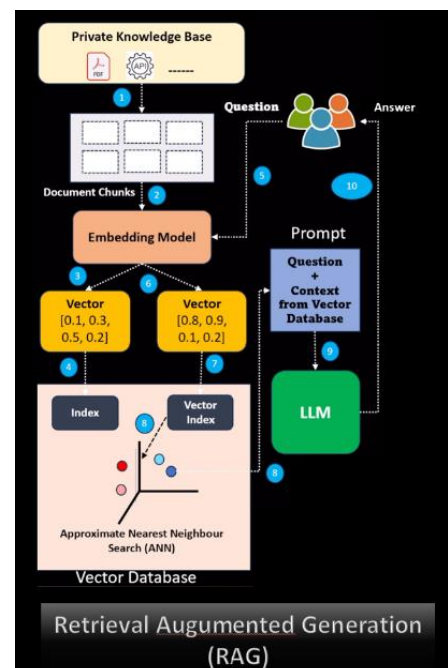 Private Knowledge Base
PDF
API
1
Question
Answer
5
10
Document Chunks
2
Embedding Model
Prompt
3
6
Question
+
Context
from Vector
Database
Vector
[0.1, 0.3,
0.5, 0.2]
Vector
[0.8, 0.9,
0.1, 0.2]
4
7
9
Index
Vector
Index
LLM
8
8
Approximate Nearest Neighbour
Search (ANN)
Vector Database
Retrieval Augumented Generation
(RAG)